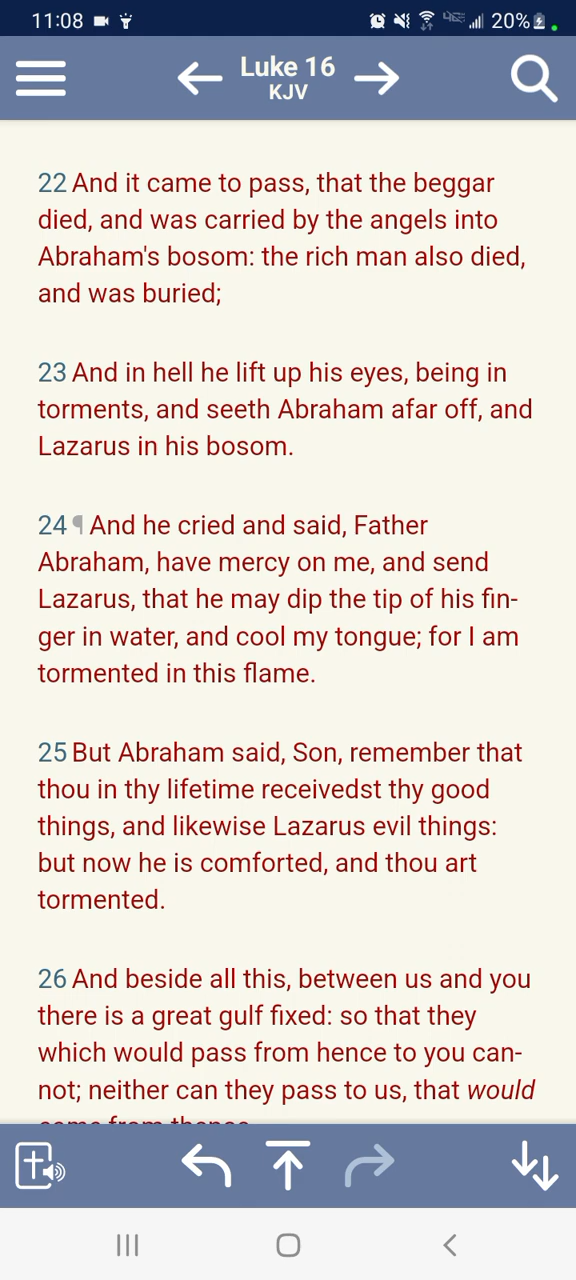 11:08
20%
Luke 16
KJV
22 And it came to pass, that the beggar
died, and was carried by the angels into
Abraham's bosom: the rich man also died,
and was buried;
23 And in hell he lift up his eyes, being in
torments, and seeth Abraham afar off, and
Lazarus in his bosom.
24 ¶ And he cried and said, Father
Abraham, have mercy on me, and send
Lazarus, that he may dip the tip of his fin-
ger in water, and cool my tongue; for I am
tormented in this flame.
25 But Abraham said, Son, remember that
thou in thy lifetime receivedst thy good
things, and likewise Lazarus evil things:
but now he is comforted, and thou art
tormented.
26 And beside all this, between us and you
there is a great gulf fixed: so that they
which would pass from hence to you can-
not; neither can they pass to us, that would